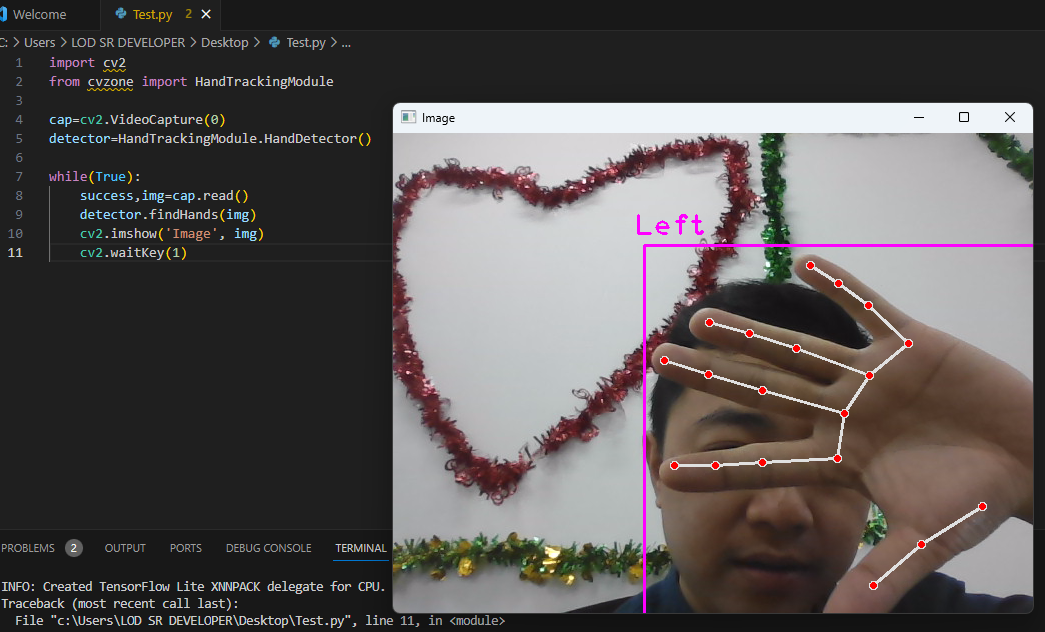 Welcome
Test.py 2
C: > Users > LOD SR DEVELOPER > Desktop > Test.py > ...
1 import cv2
2 from cvzone import HandTrackingModule
3
4 cap=cv2.VideoCapture(0)
5 detector=HandTrackingModule.HandDetector()
6
7 while(True):
8 success,img=cap.read()
9 detector.findHands(img)
10 cv2.imshow('Image', img)
11 cv2.waitKey(1)
Image
Left
PROBLEMS 2 OUTPUT PORTS DEBUG CONSOLE TERMINAL
INFO: Created TensorFlow Lite XNNPACK delegate for CPU.
Traceback (most recent call last):
File "c:\Users\LOD SR DEVELOPER\Desktop\Test.py", line 11, in <module>